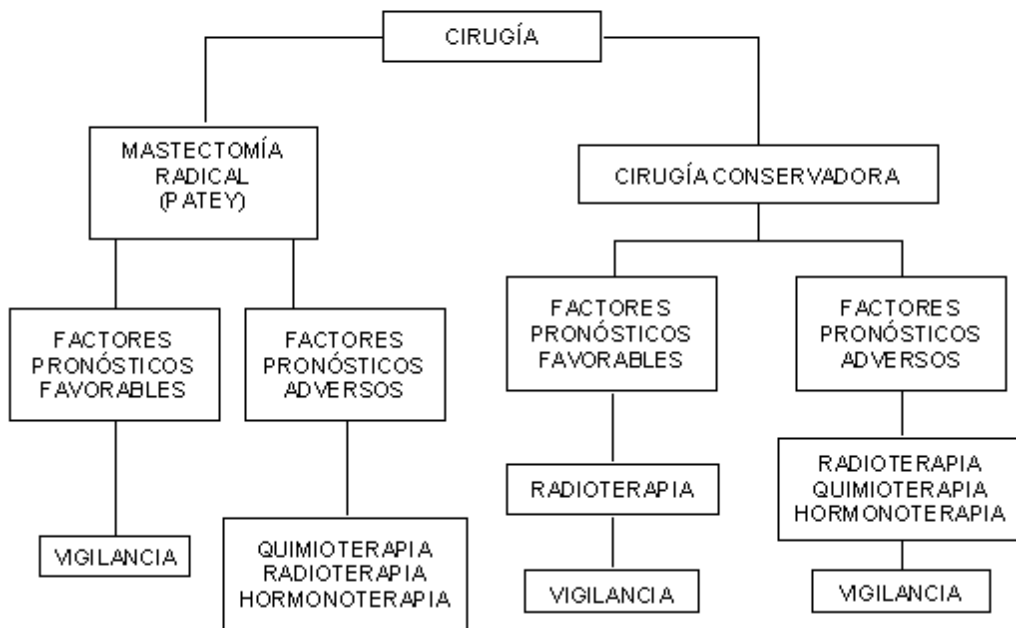 CIRUGÍA
MASTECTOMÍA
RADICAL
(PATEY)
CIRUGÍA CONSERVADORA
FACTORES
PRONÓSTICOS
FAVORABLES
FACTORES
PRONÓSTICOS
ADVERSOS
FACTORES
PRONÓSTICOS
FAVORABLES
FACTORES
PRONÓSTICOS
ADVERSOS
RADIOTERAPIA
RADIOTERAPIA
QUIMIOTERAPIA
HORMONOTERAPIA
VIGILANCIA
QUIMIOTERAPIA
RADIOTERAPIA
HORMONOTERAPIA
VIGILANCIA
VIGILANCIA